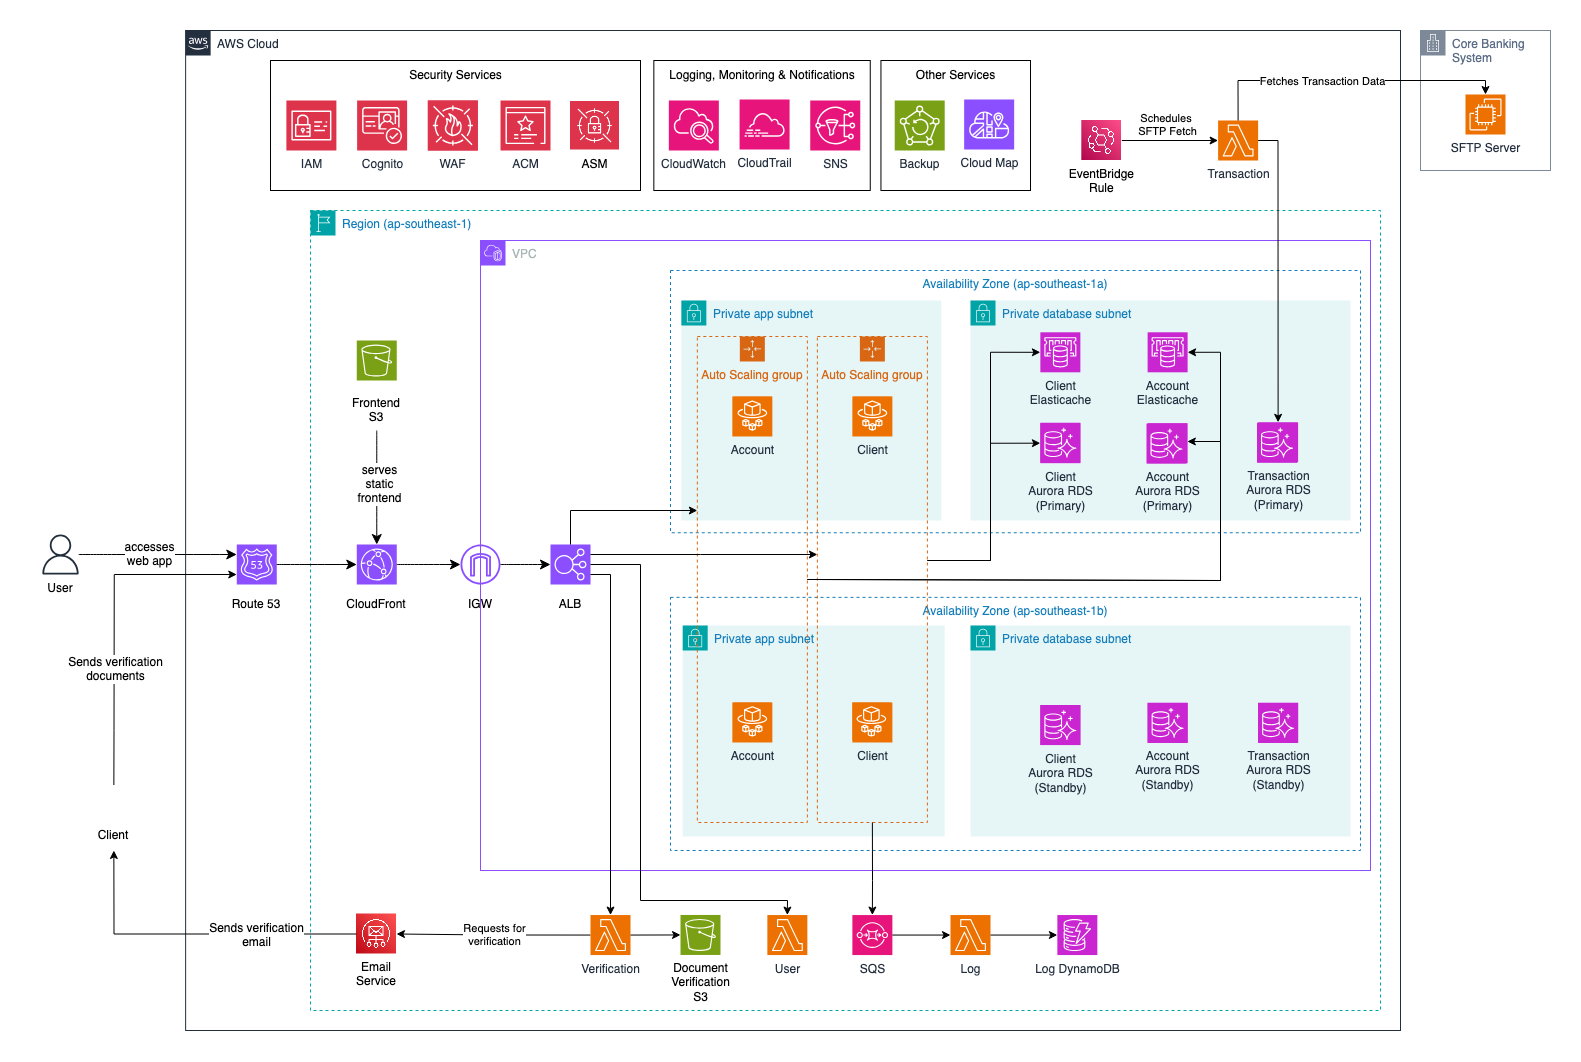 aws
AWS Cloud
Security Services
IAM
Cognito
WAF
ACM
ASM
Logging, Monitoring & Notifications
CloudWatch
CloudTrail
SNS
Other Services
Backup
Cloud Map
EventBridge
Rule
Schedules
SFTP Fetch
Transaction
Fetches Transaction Data
Core Banking
System
SFTP Server
Region (ap-southeast-1)
VPC
Availability Zone (ap-southeast-1a)
Private app subnet
Auto Scaling group
Auto Scaling group
Account
Client
Private database subnet
Client
Elasticache
Account
Elasticache
Client
Aurora RDS
(Primary)
Account
Aurora RDS
(Primary)
Transaction
Aurora RDS
(Primary)
Frontend
S3
serves
static
frontend
User
accesses
web app
53
Route 53
CloudFront
IGW
ALB
Availability Zone (ap-southeast-1b)
Private app subnet
Account
Client
Private database subnet
Client
Aurora RDS
(Standby)
Account
Aurora RDS
(Standby)
Transaction
Aurora RDS
(Standby)
Sends verification
documents
Client
Sends verification
email
Email
Service
Requests for
verification
Verification
Document
Verification
S3
User
SQS
Log
Log DynamoDB